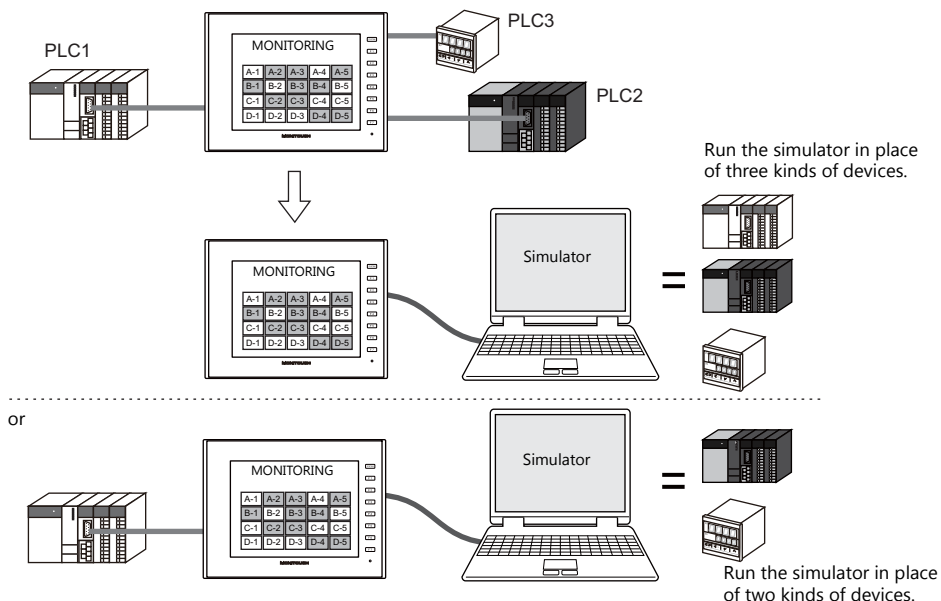 PLC1
MONITORING
A-1 A-2 A-3 A-4 A-5
B-1 B-2 B-3 B-4 B-5
C-1 C-2 C-3 C-4 C-5
D-1 D-2 D-3 D-4 D-5
MONITOUCH
PLC3
PLC2
Run the simulator in place
of three kinds of devices.
MONITORING
A-1 A-2 A-3 A-4 A-5
B-1 B-2 B-3 B-4 B-5
C-1 C-2 C-3 C-4 C-5
D-1 D-2 D-3 D-4 D-5
MONITOUCH
Simulator
=
or
MONITORING
A-1 A-2 A-3 A-4 A-5
B-1 B-2 B-3 B-4 B-5
C-1 C-2 C-3 C-4 C-5
D-1 D-2 D-3 D-4 D-5
MONITOUCH
Simulator
=
Run the simulator in place
of two kinds of devices.